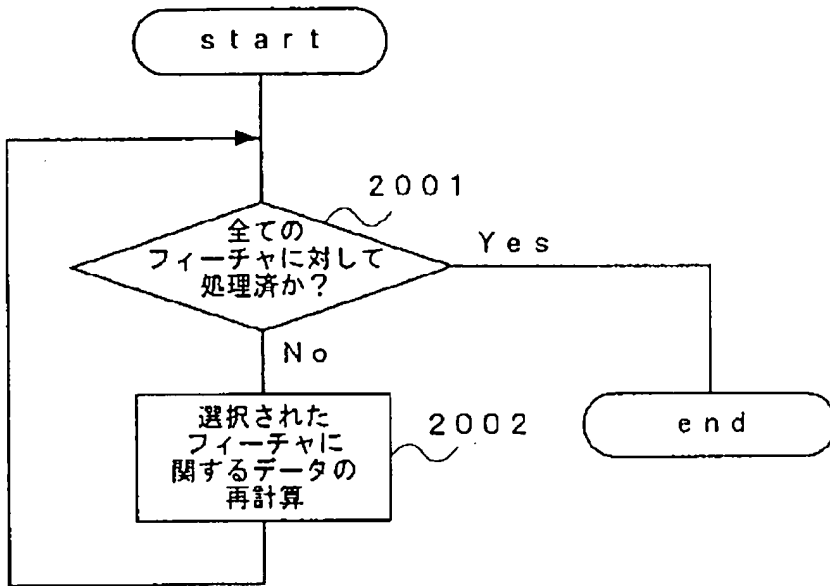 start
2001
全ての
フィーチャに対して
処理済か？
Yes
No
選択された
フィーチャに
関するデータの
再計算
2002
end